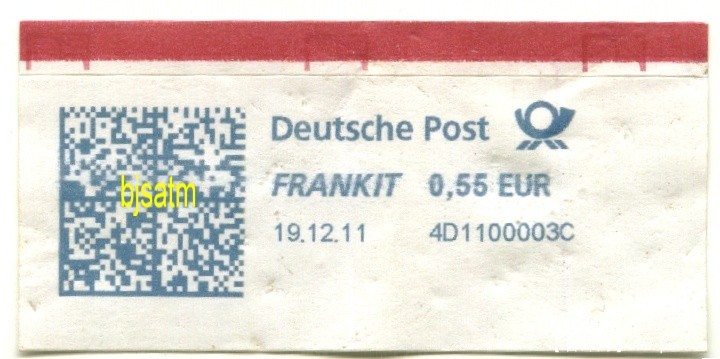 Deutsche Post
bjsatm
FRANKIT 0,55 EUR
19.12.11 4D1100003C